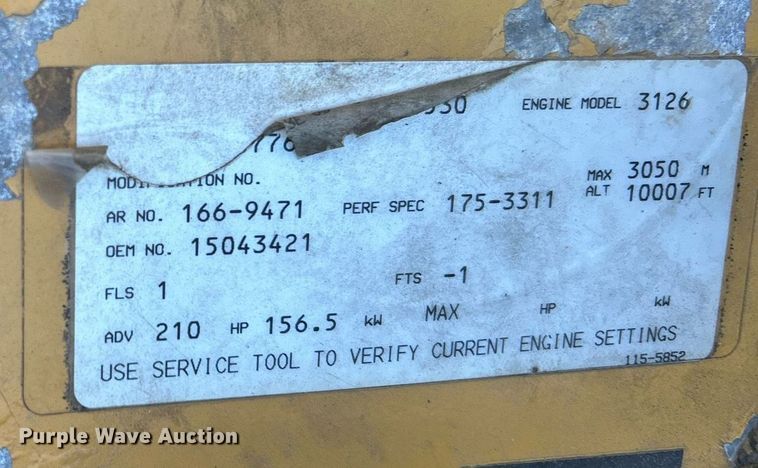 ENGINE MODEL 3126
MODIFICATION NO.
MAX 3050 M
AR NO. 166-9471 PERF SPEC 175-3311 ALT 10007 FT
OEM NO. 15043421
FLS 1 FTS -1
ADV 210 HP 156.5 kW MAX HP kW
USE SERVICE TOOL TO VERIFY CURRENT ENGINE SETTINGS
115-5852
Purple Wave Auction